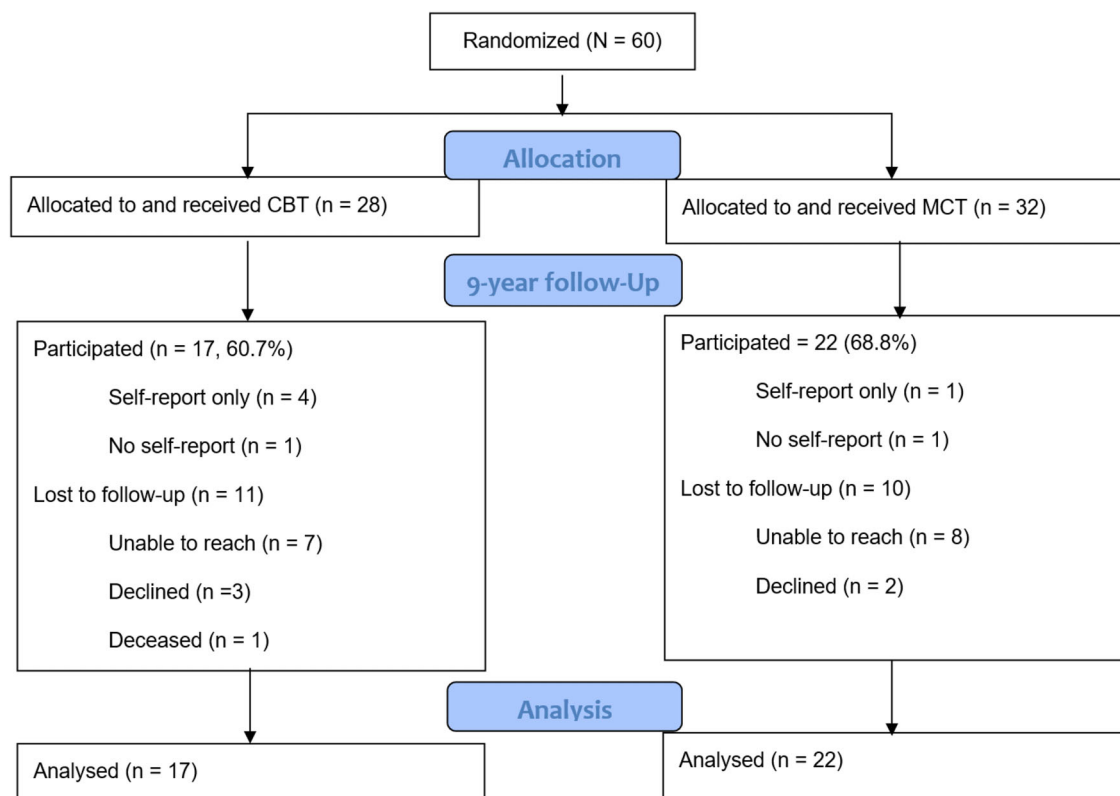 Randomized (N = 60)
Allocation
Allocated to and received CBT (n = 28)
Allocated to and received MCT (n = 32)
9-year follow-Up
Participated (n = 17, 60.7%)
Self-report only (n = 4)
No self-report (n = 1)
Lost to follow-up (n = 11)
Unable to reach (n = 7)
Declined (n =3)
Deceased (n = 1)
Participated = 22 (68.8%)
Self-report only (n = 1)
No self-report (n = 1)
Lost to follow-up (n = 10)
Unable to reach (n = 8)
Declined (n = 2)
Analysis
Analysed (n = 17)
Analysed (n = 22)